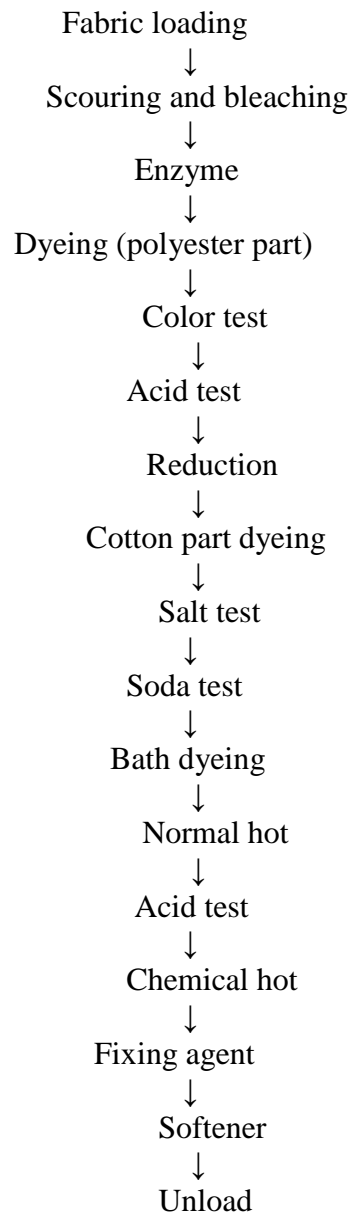 Fabric loading
↓
Scouring and bleaching
↓
Enzyme
↓
Dyeing (polyester part)
↓
Color test
↓
Acid test
↓
Reduction
↓
Cotton part dyeing
↓
Salt test
↓
Soda test
↓
Bath dyeing
↓
Normal hot
↓
Acid test
↓
Chemical hot
↓
Fixing agent
↓
Softener
↓
Unload